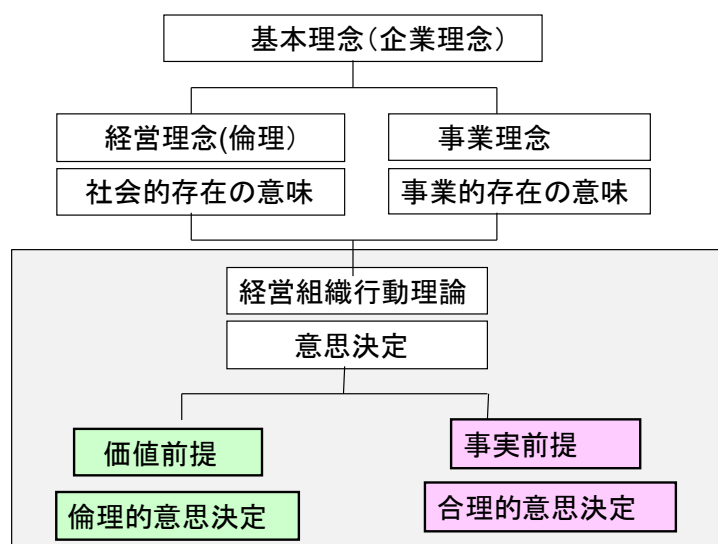 基本理念（企業理念）
経営理念(倫理）
事業理念
社会的存在の意味
事業的存在の意味
経営組織行動理論
意思決定
価値前提
事実前提
倫理的意思決定
合理的意思決定